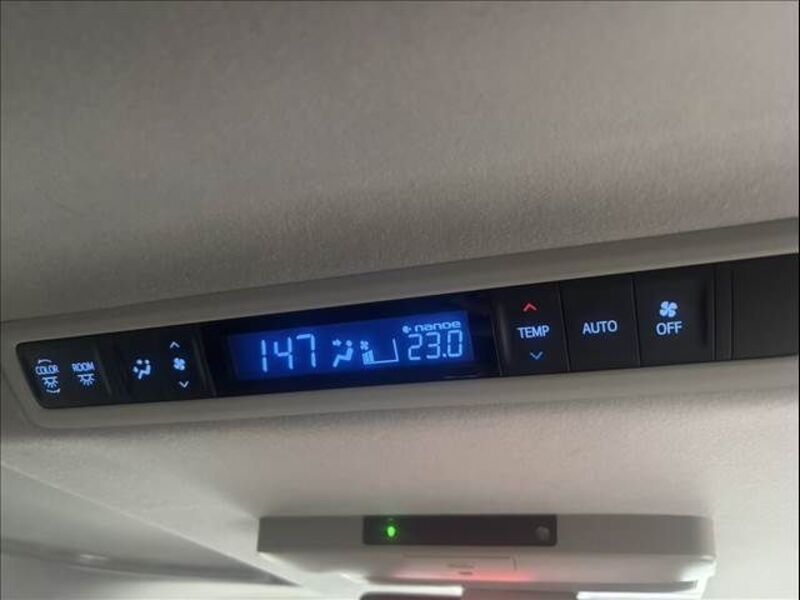 COLOR
ROOM
147
nanoe
23.0
TEMP
AUTO
OFF